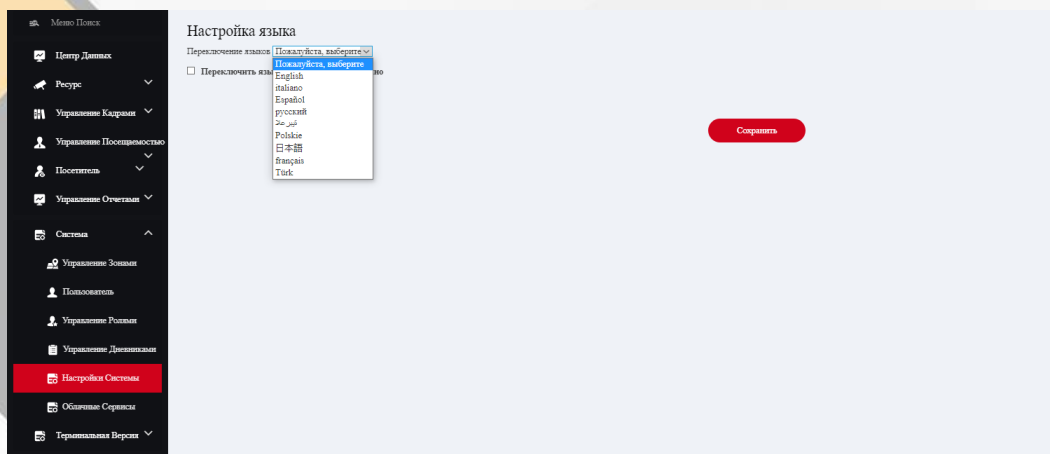 Меню Поиск
Центр Данных
Ресурс
Управление Кадрами
Управление Посещаемостью
Посетитель
Управление Отчетами
Система
Управление Зонами
Пользователь
Управление Ролями
Управление Дневниками
Настройки Системы
Облачные Сервисы
Терминальная Версия
Настройка языка
Переключение языков Пожалуйста, выберите
Переключить язы но
Пожалуйста, выберите
English
italiano
Español
русский
Polskie
日本語
français
Türk
Сохранить